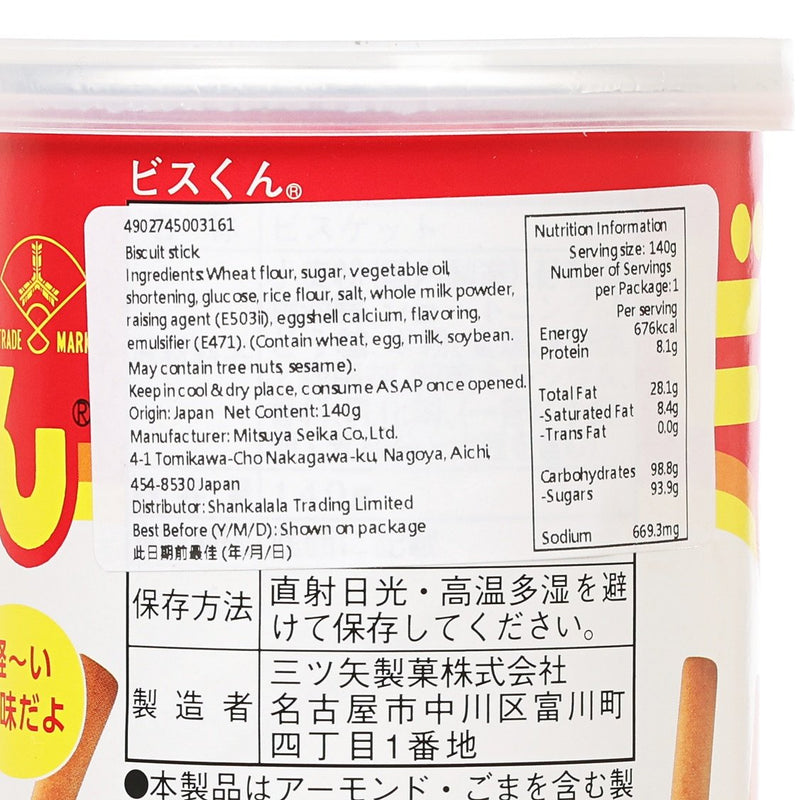 ビスくん®
4902745003161
Biscuit stick
Ingredients:Wheat flour, sugar, vegetable oil,
shortening, glucose, rice flour, salt, whole milk powder,
raising agent (E503ii), eggshell calcium, flavoring,
emulsifier (E471). (Contain wheat, egg, milk, soybean.
May contain tree nuts, sesame).
Keep in cool & dry place, consume ASAP once opened.
Origin: Japan Net Content: 140g
Manufacturer: Mitsuya Seika Co.,Ltd.
4-1 Tomikawa-Cho Nakagawa-ku, Nagoya, Aichi,
454-8530 Japan
Distributor: Shankalala Trading Limited
Best Before (Y/M/D): Shown on package
此日期前最佳 (年/月/日)
Nutrition Information
Serving size: 140g
Number of Servings
per Package:1
Per serving
Energy 676kcal
Protein 8.1g
Total Fat 28.1g
-Saturated Fat 8.4g
-Trans Fat 0.0g
Carbohydrates 98.8g
-Sugars 93.9g
Sodium 669.3mg
TRADE MARK
ん®
保存方法 直射日光・高温多湿を避
けて保存してください。
製造者 三ツ矢製菓株式会社
名古屋市中川区富川町
四丁目1番地
軽〜い
味だよ
●本製品はアーモンド・ごまを含む製